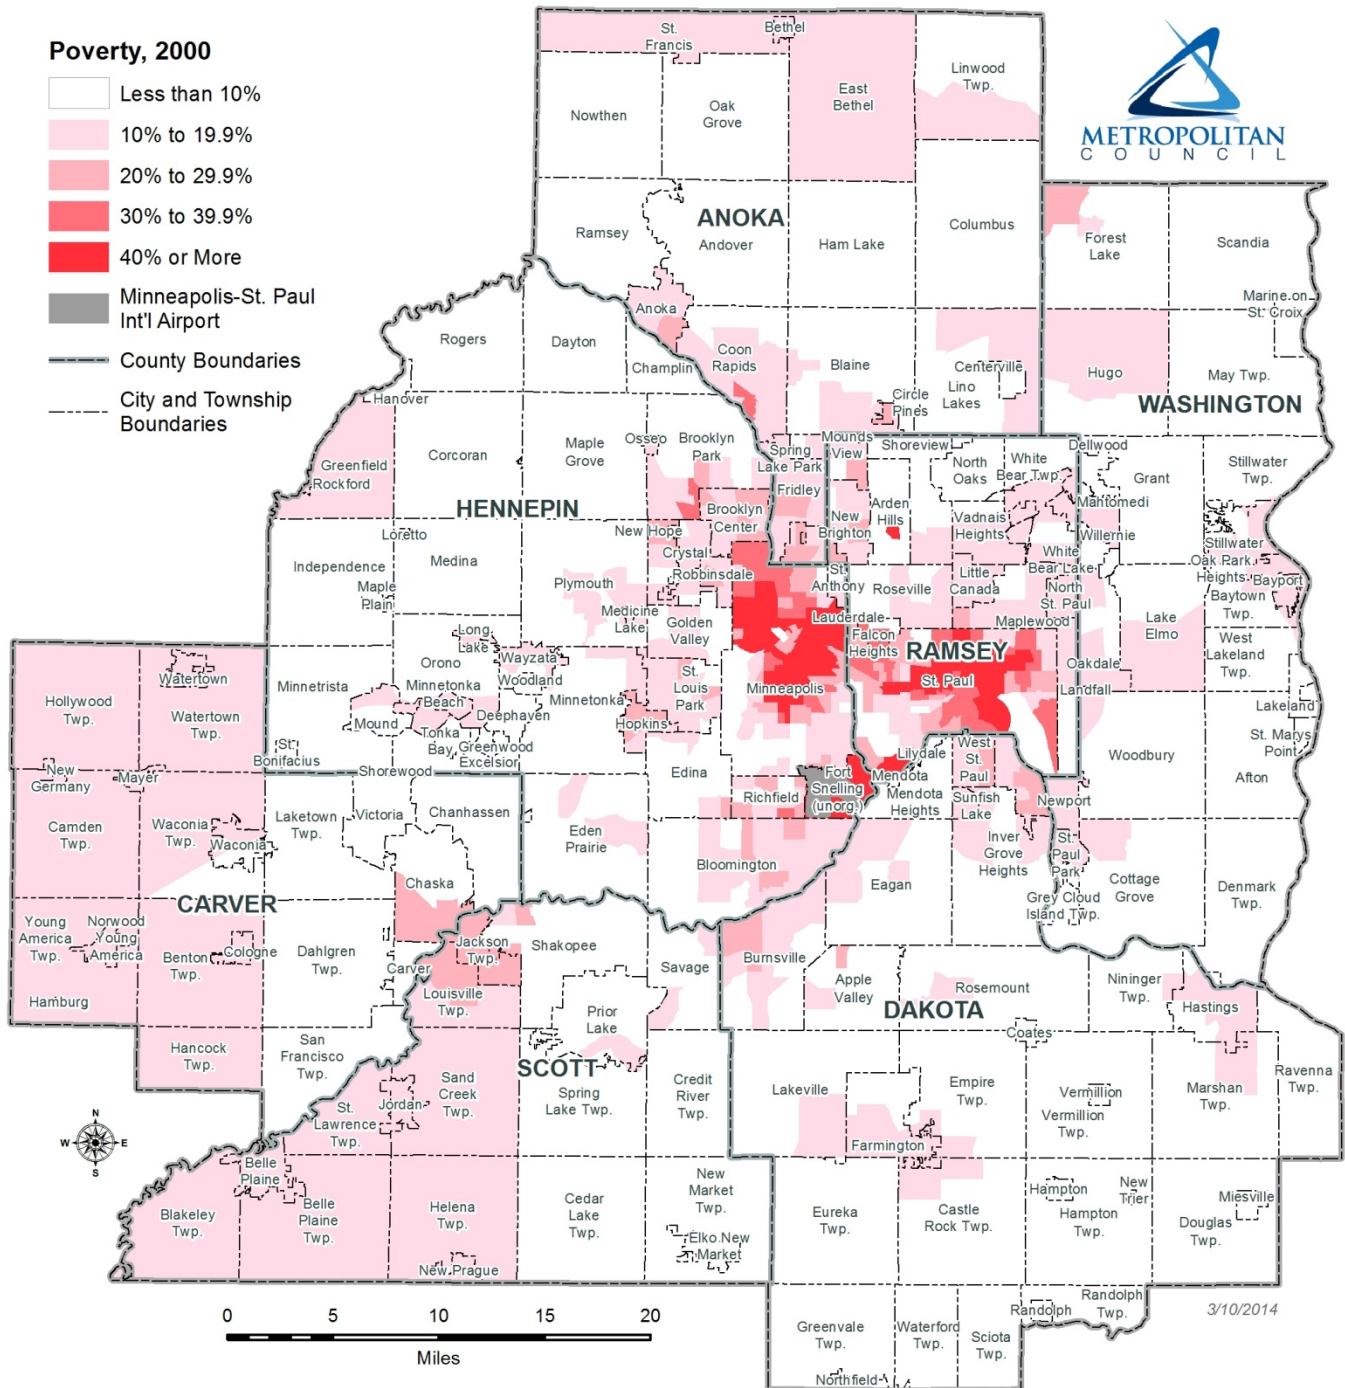 Poverty, 2000
Less than 10%
10% to 19.9%
20% to 29.9%
30% to 39.9%
40% or More
Minneapolis-St. Paul
Int'l Airport
County Boundaries
City and Township
Boundaries
METROPOLITAN
COUNCIL
St.
Francis
Bethel
Linwood
Twp.
East
Bethel
Nowthen
Oak
Grove
ANOKA
Ramsey
Andover
Ham Lake
Columbus
Forest
Lake
Scandia
Marine on
St. Croix
Anoka
Rogers
Dayton
Champlin
Coon
Rapids
Blaine
Centerville
Lino
Lakes
Circle
Pines
Hugo
May Twp.
WASHINGTON
Hanover
Greenfield
Rockford
Corcoran
Maple
Grove
Osseo
Brooklyn
Park
Spring
Lake Park
Mounds
View
Shoreview
North
Oaks
White
Bear Twp.
Dellwood
Grant
Stillwater
Twp.
HENNEPIN
Fridley
Brooklyn
Center
New
Brighton
Arden
Hills
Vadnais
Heights
Mahtomedi
Willernie
Loretto
Independence
Medina
Maple
Plain
New Hope
Crystal
Robbinsdale
Plymouth
Medicine
Lake
Golden
Valley
St.
Anthony
Roseville
Little
Canada
White
Bear Lake
North
St. Paul
Stillwater
Oak Park
Heights
Bayport
Baytown
Twp.
Lauderdale
Falcon
Heights
Maplewood
Lake
Elmo
West
Lakeland
Twp.
RAMSEY
St. Paul
Oakdale
Landfall
Lakeland
St. Marys
Point
Afton
Woodbury
Long
Lake
Orono
Wayzata
Woodland
Minnetrista
Minnetonka
Beach
Minnetonka
Deephaven
St.
Louis
Park
Minneapolis
Hopkins
Mound
Tonka
Bay
Greenwood
Excelsior
St.
Bonifacius
Shorewood
Edina
Richfield
Fort
Snelling
(unorg.)
Lilydale
Mendota
Mendota
Heights
West
St.
Paul
Sunfish
Lake
Newport
Inver
Grove
Heights
St.
Paul
Park
Grey Cloud
Island Twp.
Cottage
Grove
Denmark
Twp.
Hollywood
Twp.
Watertown
Watertown
Twp.
New
Germany
Mayer
Camden
Twp.
Waconia
Twp.
Waconia
Laketown
Twp.
Victoria
Chanhassen
Eden
Prairie
Bloomington
Eagan
Chaska
CARVER
Young
America
Twp.
Norwood
Young
America
Cologne
Benton
Twp.
Dahlgren
Twp.
Carver
Jackson
Twp.
Louisville
Twp.
Shakopee
Savage
Burnsville
Apple
Valley
Rosemount
Nininger
Twp.
Hastings
DAKOTA
Coates
Hamburg
Hancock
Twp.
San
Francisco
Twp.
Prior
Lake
SCOTT
Spring
Lake Twp.
Credit
River
Twp.
Sand
Creek
Twp.
Jordan
St.
Lawrence
Twp.
Lakeville
Empire
Twp.
Vermillion
Vermillion
Twp.
Marshan
Twp.
Ravenna
Twp.
Farmington
Belle
Plaine
Belle
Plaine
Twp.
Blakeley
Twp.
Helena
Twp.
New Prague
Cedar
Lake
Twp.
New
Market
Twp.
Elko New
Market
Eureka
Twp.
Castle
Rock Twp.
Hampton
Hampton
Twp.
New
Trier
Miesville
Douglas
Twp.
Randolph
Randolph
Twp.
Greenvale
Twp.
Waterford
Twp.
Sciota
Twp.
Northfield
N
W
E
S
0 5 10 15 20
Miles
3/10/2014